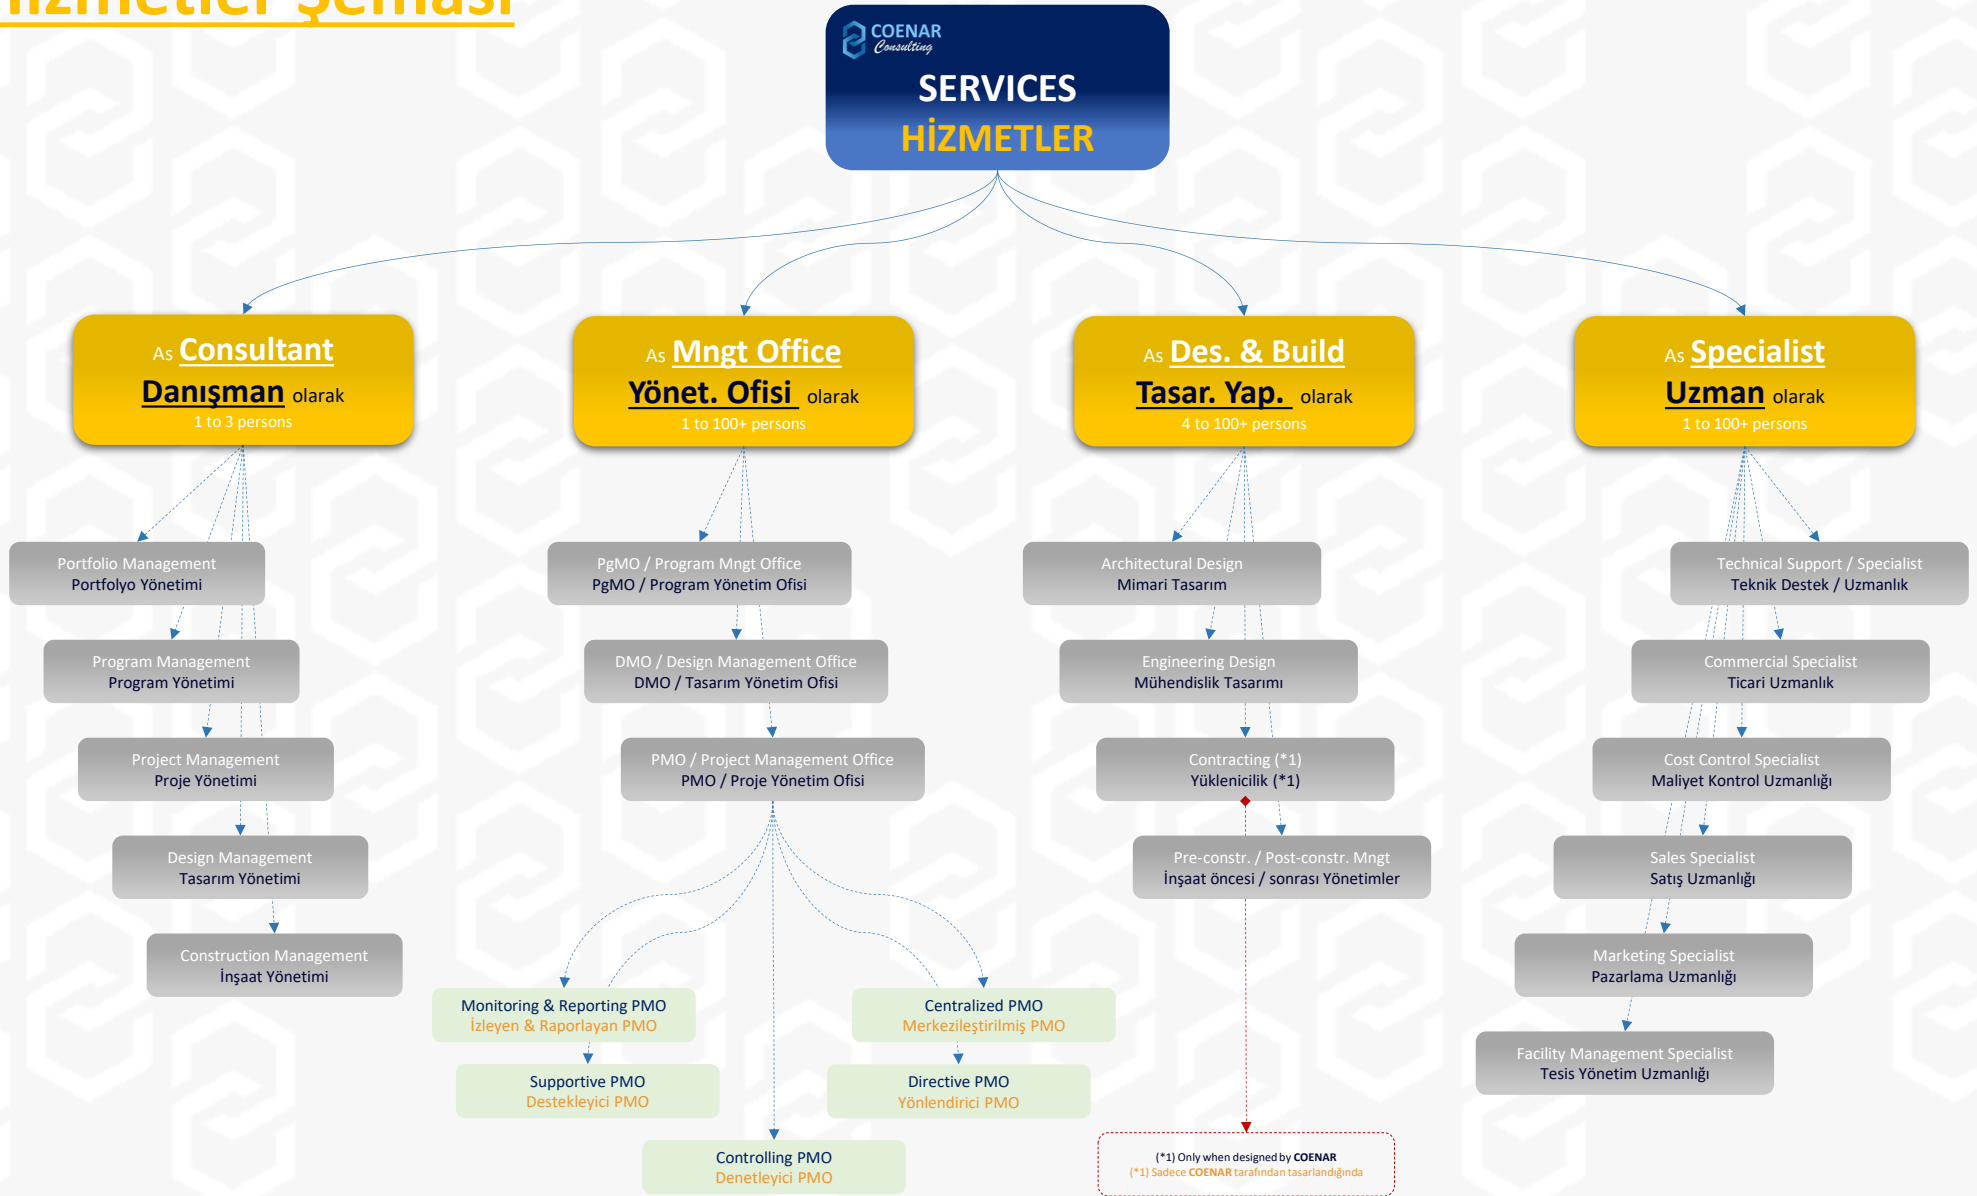 Hizmetler Şeması
COENAR
Consulting
SERVICES
HİZMETLER
As Consultant
Danışman olarak
1 to 3 persons
Portfolio Management
Portfolyo Yönetimi
Program Management
Program Yönetimi
Project Management
Proje Yönetimi
Design Management
Tasarım Yönetimi
Construction Management
İnşaat Yönetimi
As Mngt Office
Yönet. Ofisi olarak
1 to 100+ persons
PgMO / Program Mngt Office
PgMO / Program Yönetim Ofisi
DMO / Design Management Office
DMO / Tasarım Yönetim Ofisi
PMO / Project Management Office
PMO / Proje Yönetim Ofisi
Monitoring & Reporting PMO
İzleyen & Raporlayan PMO
Supportive PMO
Destekleyici PMO
Controlling PMO
Denetleyici PMO
Centralized PMO
Merkezileştirilmiş PMO
Directive PMO
Yönlendirici PMO
As Des. & Build
Tasar. Yap. olarak
4 to 100+ persons
Architectural Design
Mimari Tasarım
Engineering Design
Mühendislik Tasarımı
Contracting (*1)
Yüklenicilik (*1)
Pre-constr. / Post-constr. Mngt
İnşaat öncesi / sonrası Yönetimler
(*1) Only when designed by COENAR
(*1) Sadece COENAR tarafından tasarlandığında
As Specialist
Uzman olarak
1 to 100+ persons
Technical Support / Specialist
Teknik Destek / Uzmanlık
Commercial Specialist
Ticari Uzmanlık
Cost Control Specialist
Maliyet Kontrol Uzmanlığı
Sales Specialist
Satış Uzmanlığı
Marketing Specialist
Pazarlama Uzmanlığı
Facility Management Specialist
Tesis Yönetim Uzmanlığı